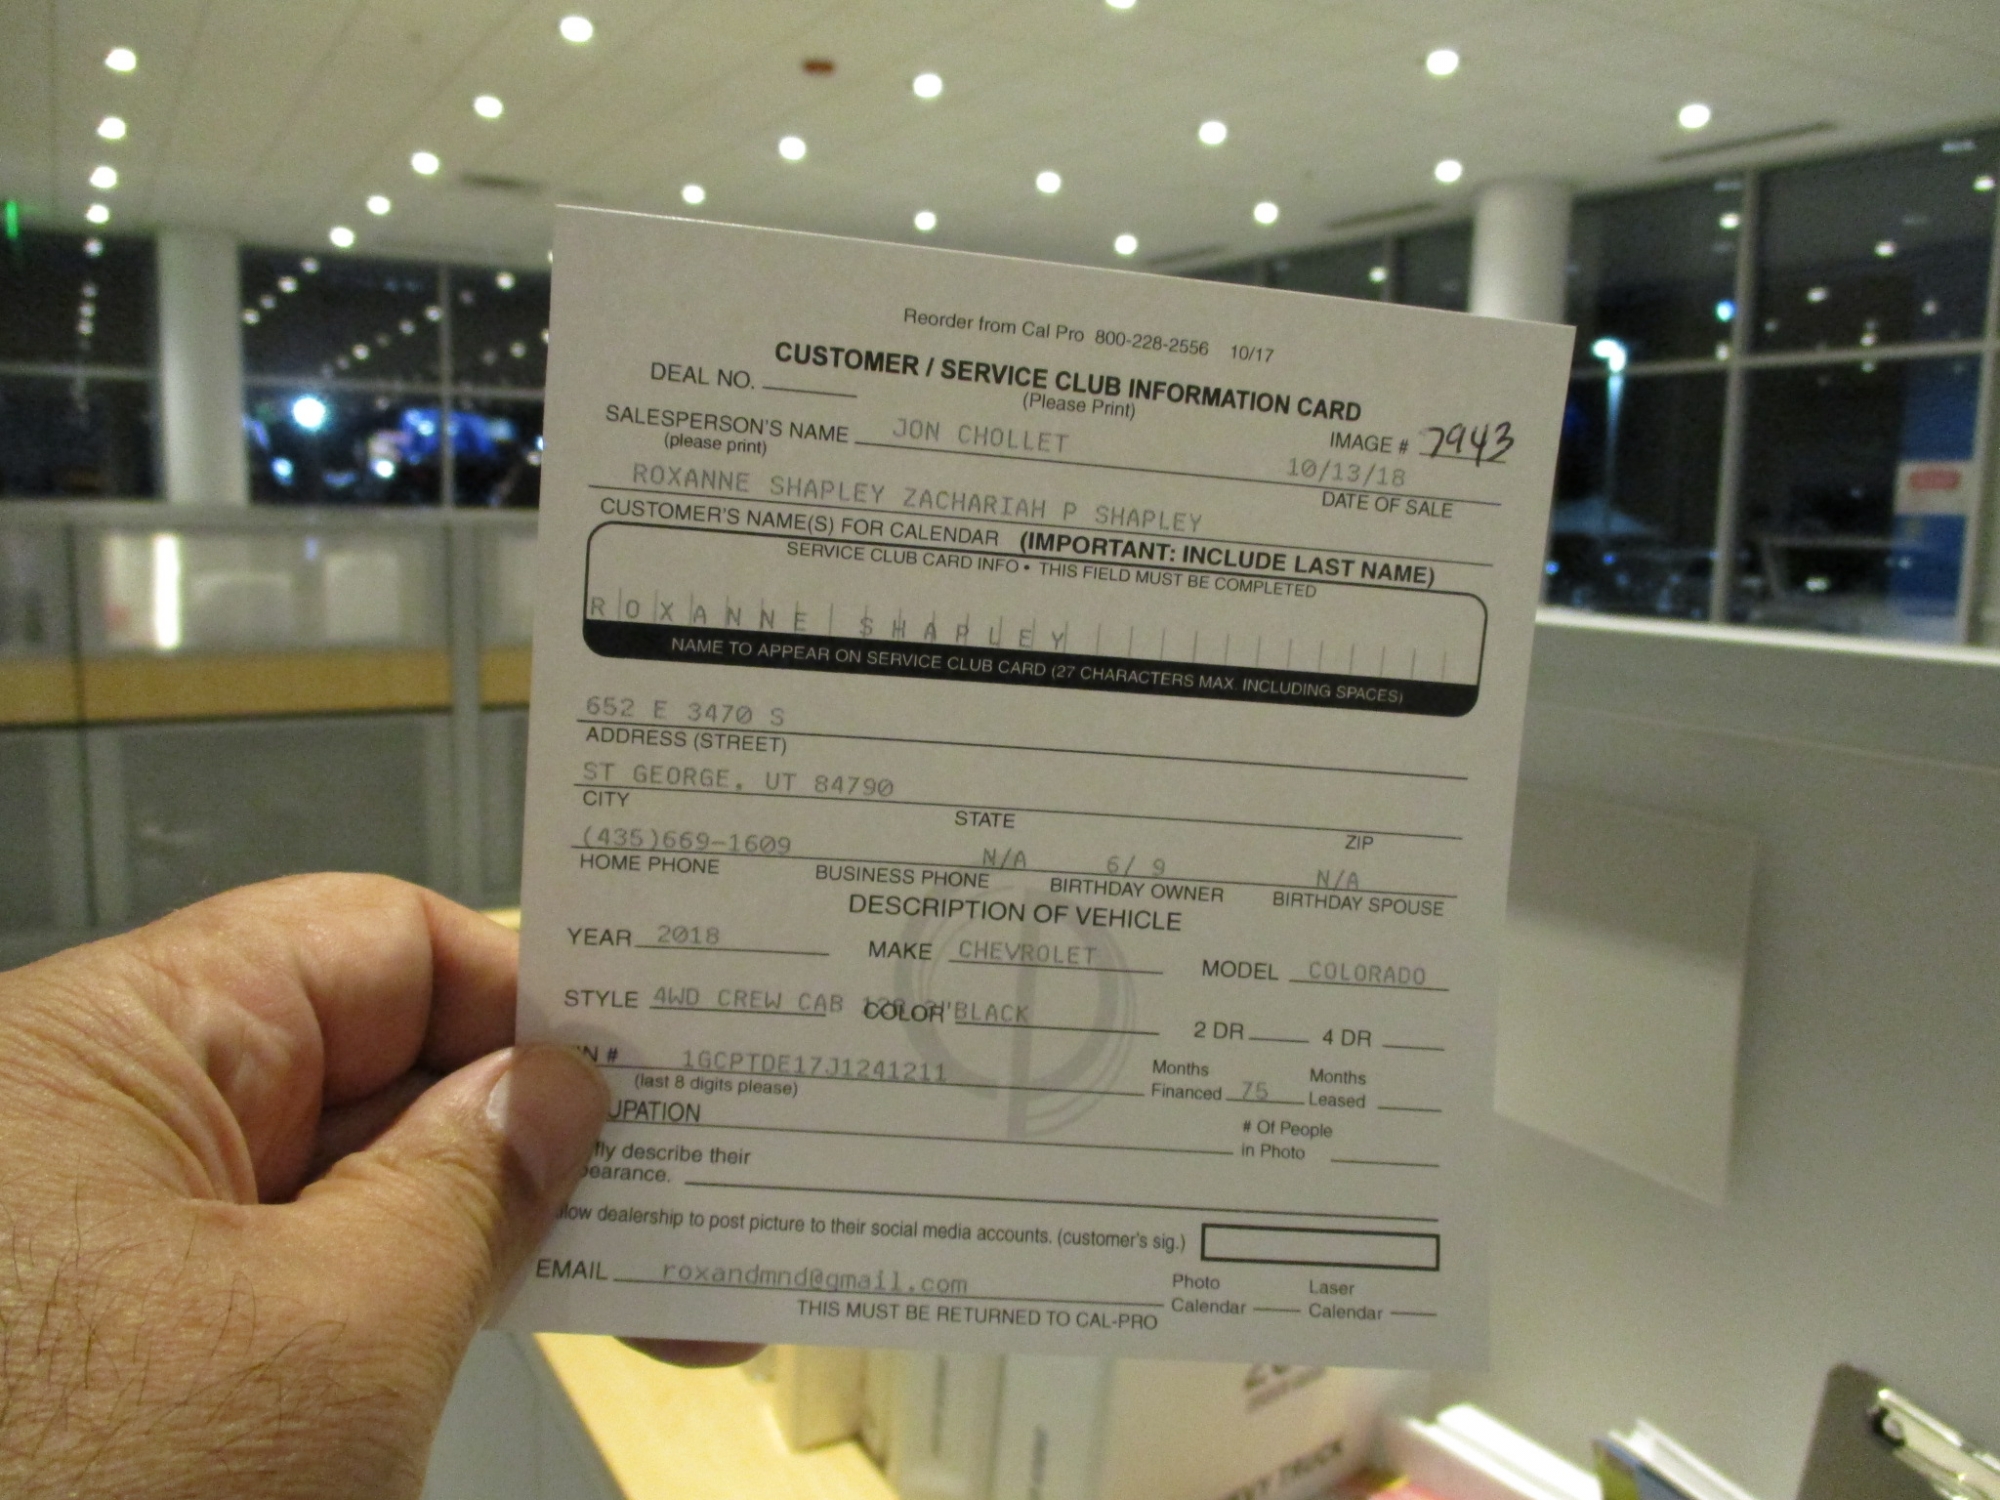 Reorder from Cal Pro 800-228-2556 10/17
CUSTOMER / SERVICE CLUB INFORMATION CARD
(Please Print)
DEAL NO.
SALESPERSON'S NAME JON CHOLLET
(please print)
IMAGE # 7943
10/13/18
DATE OF SALE
ROXANNE SHAPLEY ZACHARIAH P SHAPLEY
CUSTOMER'S NAME(S) FOR CALENDAR (IMPORTANT: INCLUDE LAST NAME)
SERVICE CLUB CARD INFO • THIS FIELD MUST BE COMPLETED
ROXANNE SHAPLEY
NAME TO APPEAR ON SERVICE CLUB CARD (27 CHARACTERS MAX. INCLUDING SPACES)
652 E 3470 S
ADDRESS (STREET)
ST GEORGE, UT 84790
CITY STATE ZIP
(435)669-1609 N/A 6/ 9 N/A
HOME PHONE BUSINESS PHONE BIRTHDAY OWNER BIRTHDAY SPOUSE
DESCRIPTION OF VEHICLE
YEAR 2018 MAKE CHEVROLET MODEL COLORADO
STYLE 4WD CREW CAB COLOR BLACK 2 DR 4 DR
# 1GCPTDE17J1241211
(last 8 digits please)
Months Financed 75 Months Leased
UPATION
# Of People in Photo
describe their
earance.
dealership to post picture to their social media accounts. (customer's sig.)
EMAIL roxandmnd@gmail.com
Photo Calendar Laser Calendar
THIS MUST BE RETURNED TO CAL-PRO
TRUCK